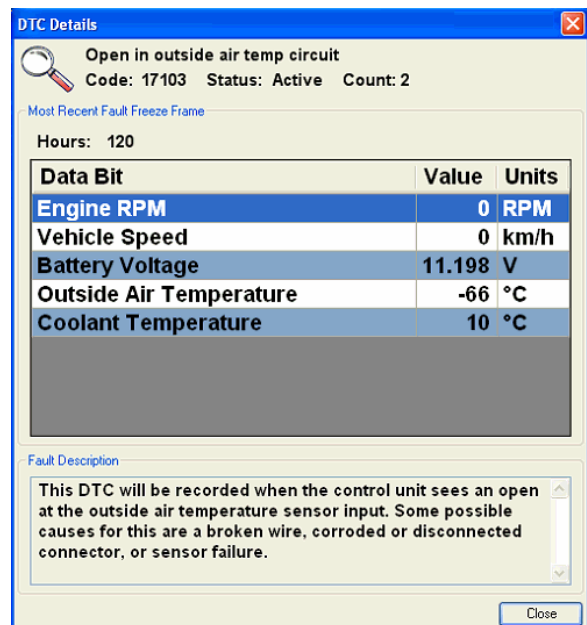 DTC Details
Open in outside air temp circuit
Code: 17103 Status: Active Count: 2
Most Recent Fault Freeze Frame
Hours: 120
Data Bit Value Units
Engine RPM 0 RPM
Vehicle Speed 0 km/h
Battery Voltage 11.198 V
Outside Air Temperature -66 °C
Coolant Temperature 10 °C
Fault Description
This DTC will be recorded when the control unit sees an open
at the outside air temperature sensor input. Some possible
causes for this are a broken wire, corroded or disconnected
connector, or sensor failure.
Close